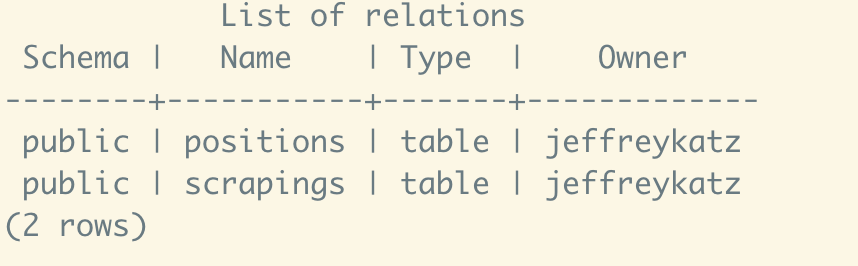 List of relations
 Schema |   Name    | Type  |    Owner
--------+-----------+-------+-------------
 public | positions | table | jeffreykatz
 public | scrapings | table | jeffreykatz
(2 rows)